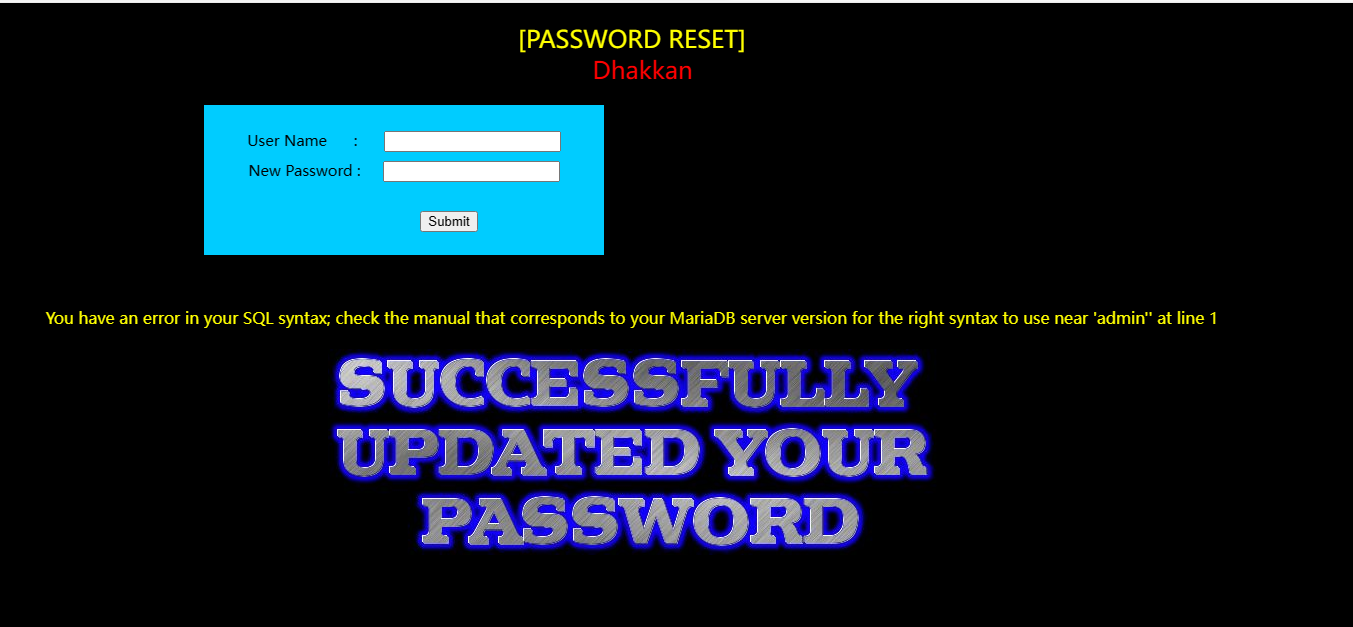 [PASSWORD RESET]
Dhakkan
User Name :
New Password :
Submit
You have an error in your SQL syntax; check the manual that corresponds to your MariaDB server version for the right syntax to use near 'admin'' at line 1
SUCCESSFULLY
UPDATED YOUR
PASSWORD